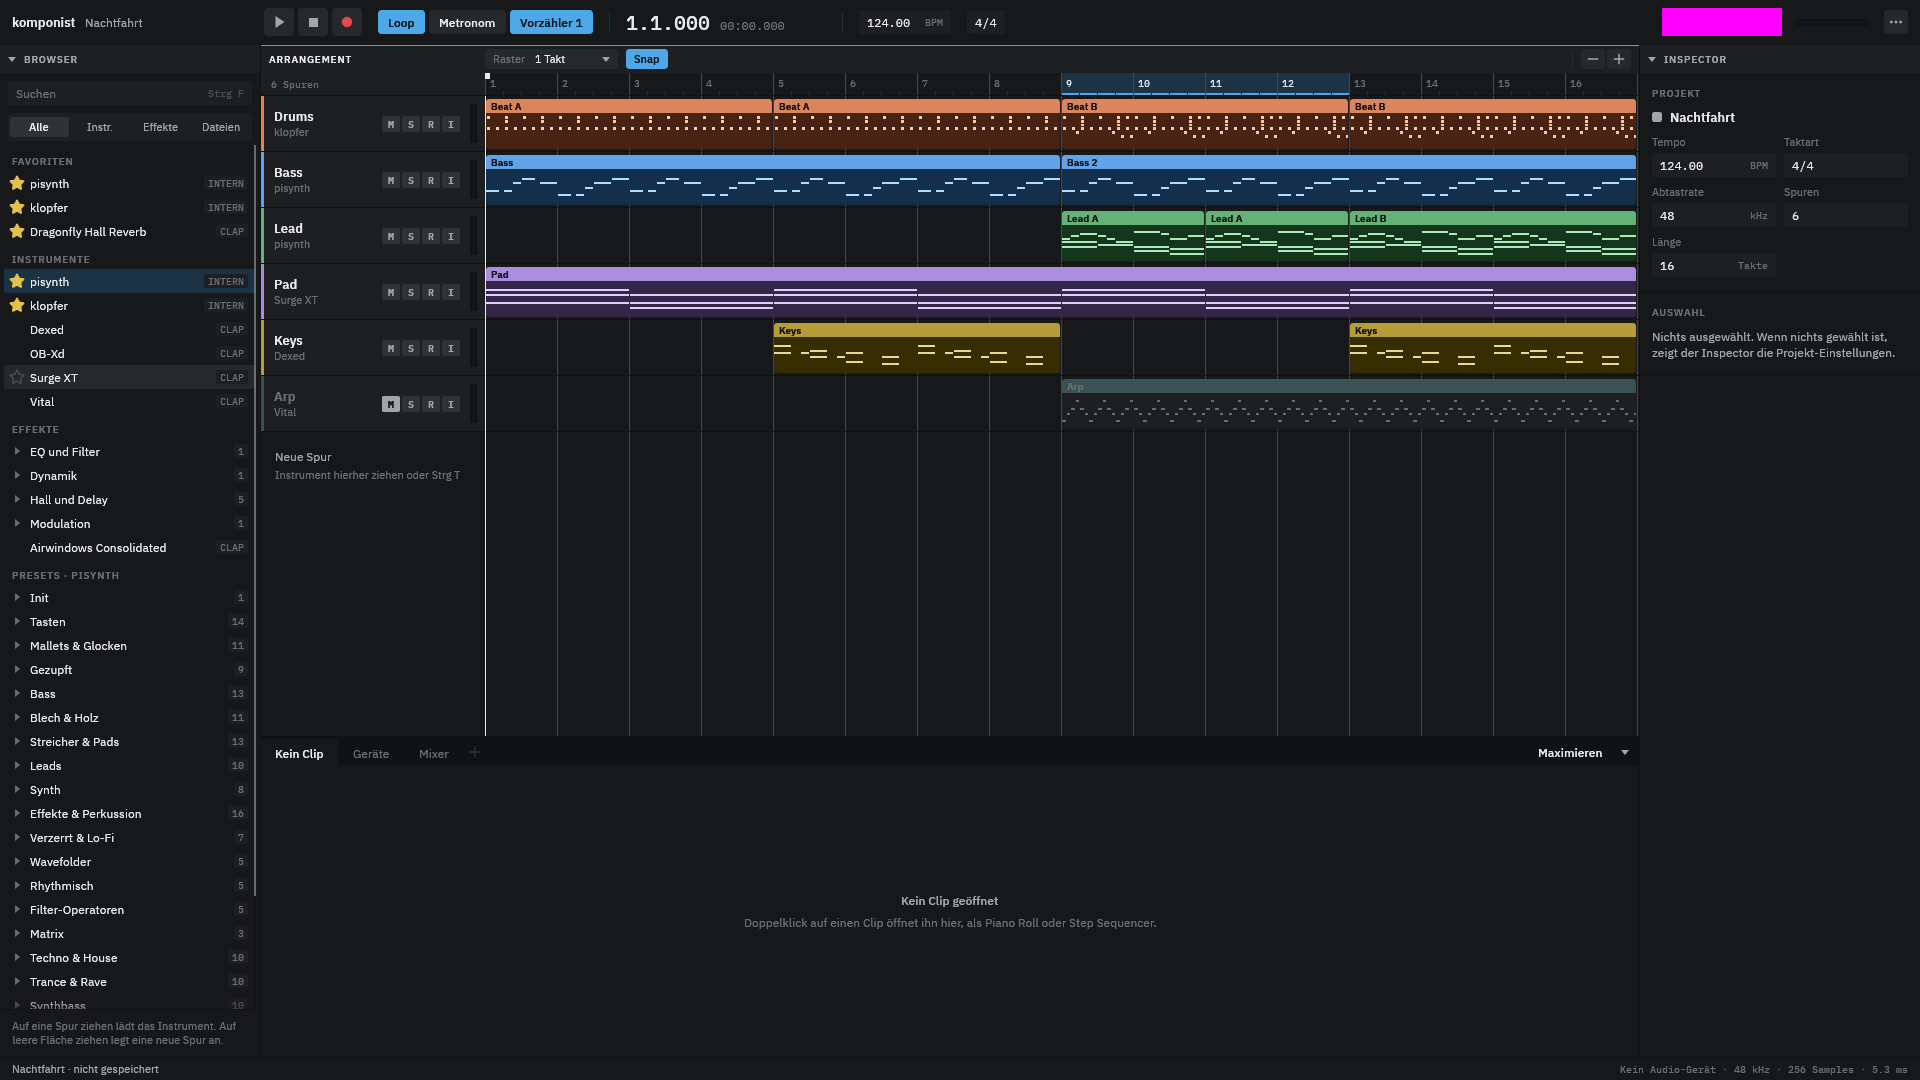 komponist Nachtfahrt
Loop Metronom Vorzähler 1 1.1.000 00:00.000 124.00 BPM 4/4
BROWSER
Suchen Strg F
Alle Instr. Effekte Dateien
FAVORITEN
pisynth INTERN
klopfer INTERN
Dragonfly Hall Reverb CLAP
INSTRUMENTE
pisynth INTERN
klopfer INTERN
Dexed CLAP
OB-Xd CLAP
Surge XT CLAP
Vital CLAP
EFFEKTE
EQ und Filter 1
Dynamik 1
Hall und Delay 5
Modulation 1
Airwindows Consolidated CLAP
PRESETS · PISYNTH
Init 1
Tasten 14
Mallets & Glocken 11
Gezupft 9
Bass 13
Blech & Holz 11
Streicher & Pads 13
Leads 10
Synth 8
Effekte & Perkussion 16
Verzerrt & Lo-Fi 7
Wavefolder 5
Rhythmisch 5
Filter-Operatoren 5
Matrix 3
Techno & House 10
Trance & Rave 10
Synthbass 10
Auf eine Spur ziehen lädt das Instrument. Auf
leere Fläche ziehen legt eine neue Spur an.
ARRANGEMENT Raster 1 Takt Snap
6 Spuren 1 2 3 4 5 6 7 8 9 10 11 12 13 14 15 16
Drums
klopfer
M S R I
Beat A Beat A Beat B Beat B
Bass
pisynth
M S R I
Bass Bass 2
Lead
pisynth
M S R I
Lead A Lead A Lead B
Pad
Surge XT
M S R I
Pad
Keys
Dexed
M S R I
Keys Keys
Arp
Vital
M S R I
Arp
Neue Spur
Instrument hierher ziehen oder Strg T
Kein Clip Geräte Mixer Maximieren
Kein Clip geöffnet
Doppelklick auf einen Clip öffnet ihn hier, als Piano Roll oder Step Sequencer.
INSPECTOR
PROJEKT
Nachtfahrt
Tempo Taktart
124.00 BPM 4/4
Abtastrate Spuren
48 kHz 6
Länge
16 Takte
AUSWAHL
Nichts ausgewählt. Wenn nichts gewählt ist,
zeigt der Inspector die Projekt-Einstellungen.
Nachtfahrt · nicht gespeichert
Kein Audio-Gerät · 48 kHz · 256 Samples · 5.3 ms